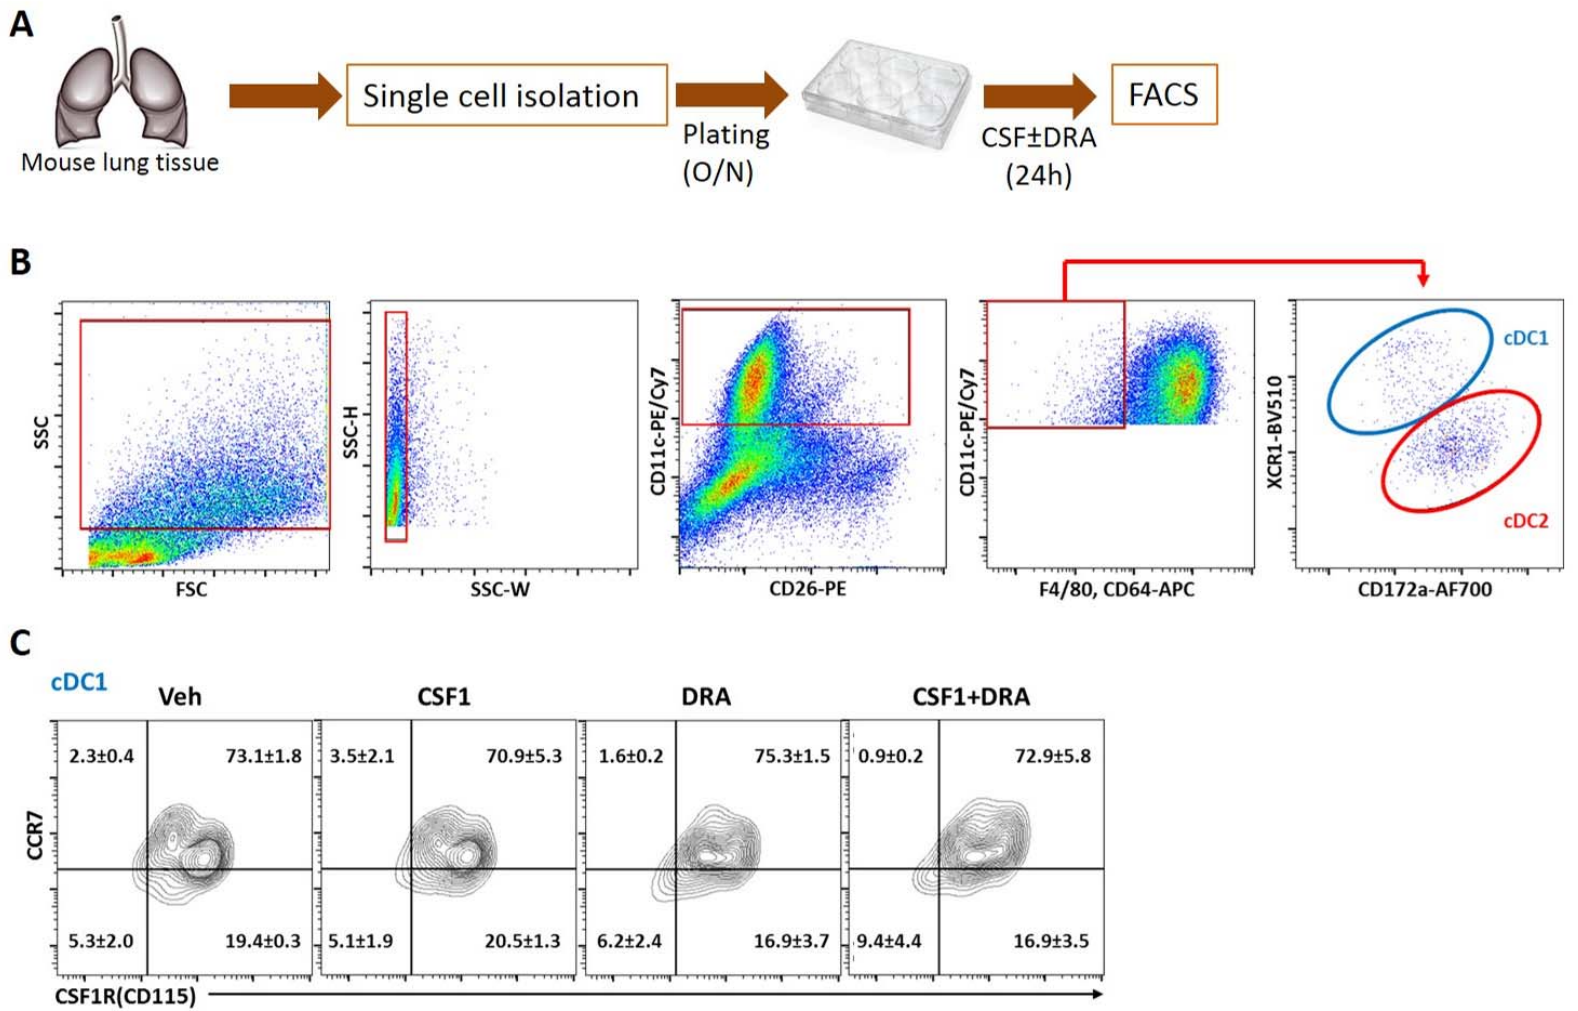 A
Mouse lung tissue
Single cell isolation
Plating
(O/N)
CSF±DRA
(24h)
FACS
B
SSC
FSC
SSC-H
SSC-W
CD11c-PE/Cy7
CD26-PE
CD11c-PE/Cy7
F4/80, CD64-APC
XCR1-BV510
CD172a-AF700
cDC1
cDC2
C
cDC1
Veh
CSF1
DRA
CSF1+DRA
2.3±0.4
73.1±1.8
3.5±2.1
70.9±5.3
1.6±0.2
75.3±1.5
0.9±0.2
72.9±5.8
CCR7
5.3±2.0
19.4±0.3
5.1±1.9
20.5±1.3
6.2±2.4
16.9±3.7
9.4±4.4
16.9±3.5
CSF1R(CD115)